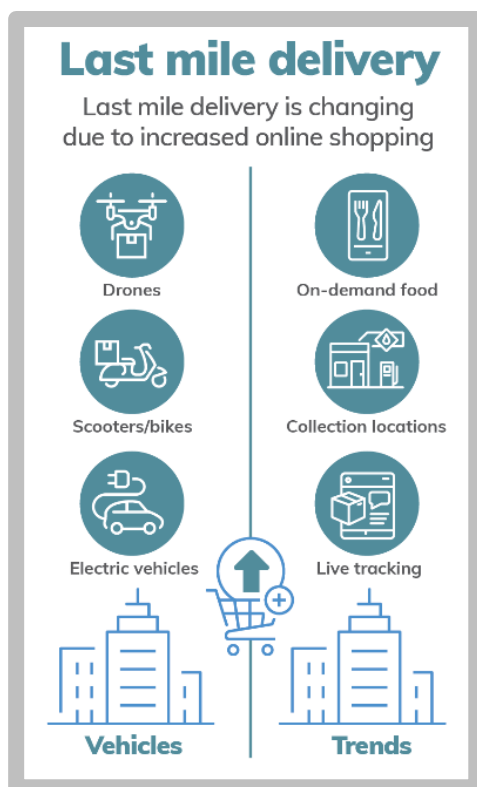 Last mile delivery
Last mile delivery is changing
due to increased online shopping
Drones
On-demand food
Scooters/bikes
Collection locations
Electric vehicles
Live tracking
Vehicles
Trends